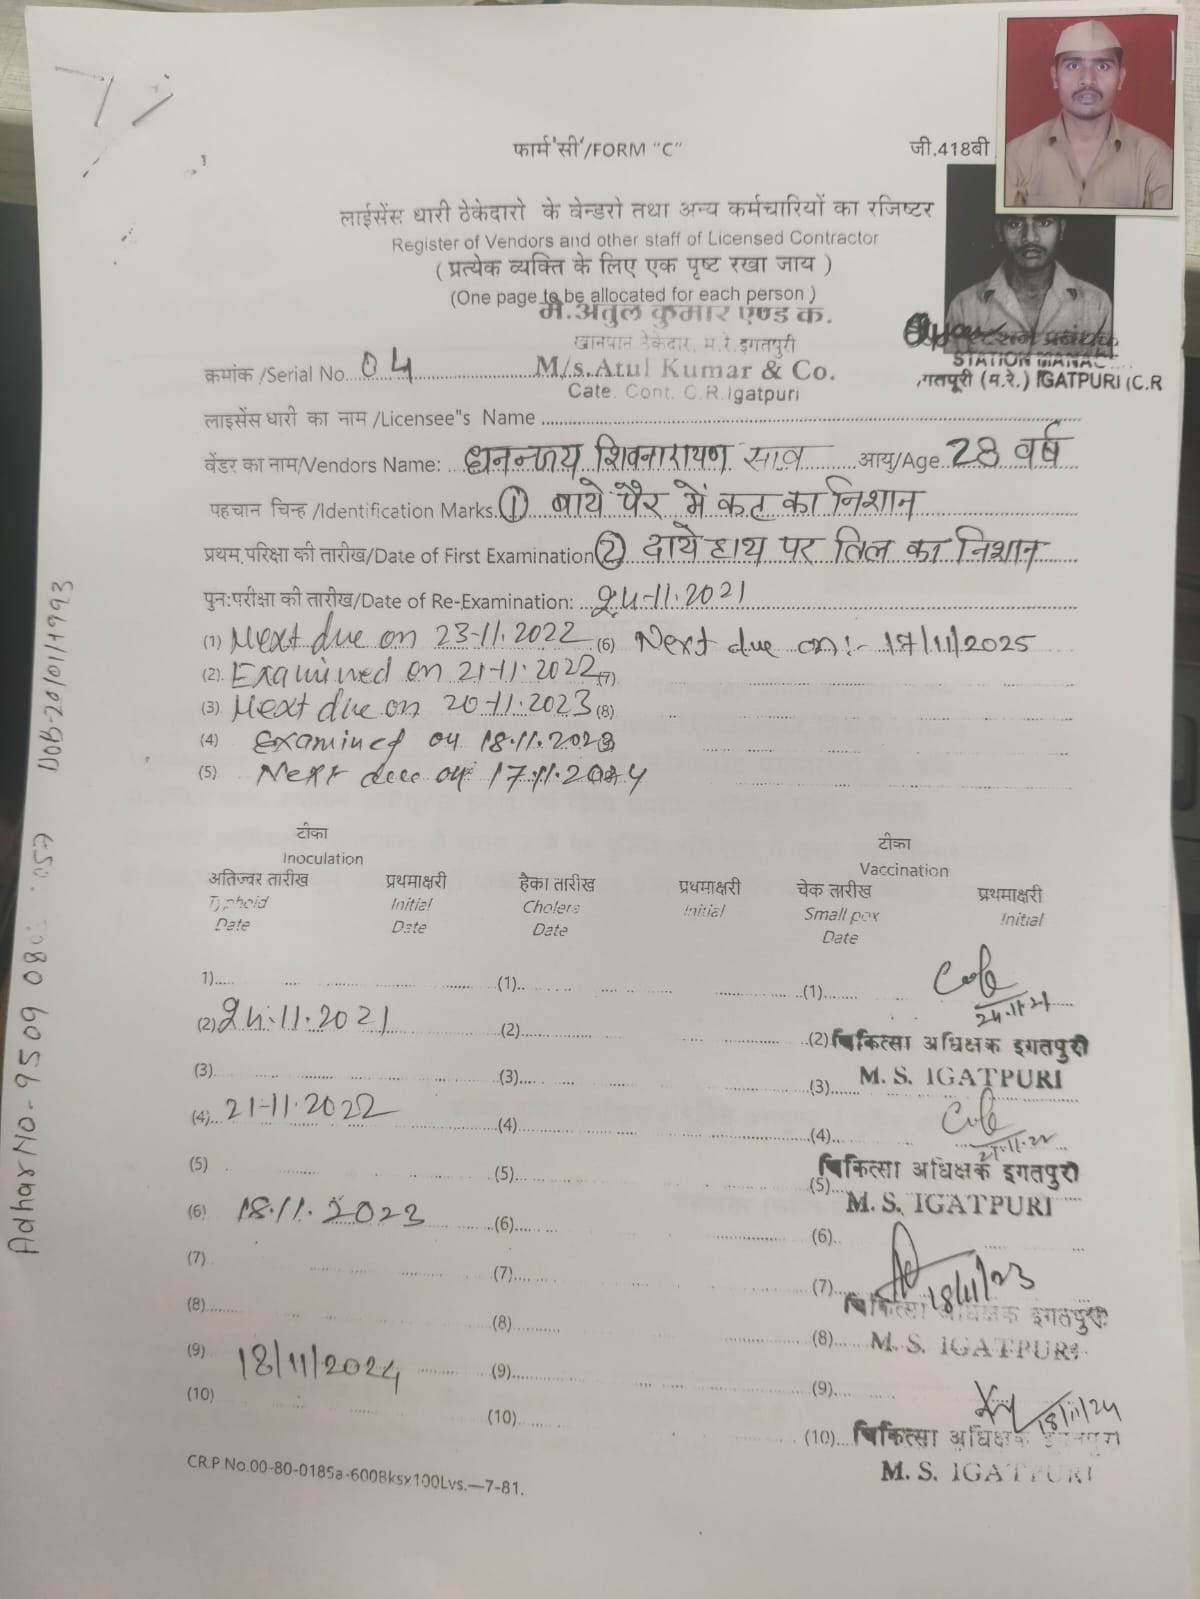 फार्म 'सी'/FORM "C"
जी.418बी
लाईसेंस धारी ठेकेदारो के वेन्डरो तथा अन्य कर्मचारियों का रजिष्टर
Register of Vendors and other staff of Licensed Contractor
( प्रत्येक व्यक्ति के लिए एक पृष्ट रखा जाय )
(One page to be allocated for each person )
मे.अतुल कुमार एण्ड क.
खानपान ठेकेदार, म.रे.इगतपुरी
M/s.Atul Kumar & Co.
Cate. Cont. C.R.Igatpuri
स्टेशन प्रबंधक
STATION MANA
गतपूरी (म.रे.) IGATPURI (C.R
क्रमांक /Serial No. 04
लाइसेंस धारी का नाम /Licensee"s Name
वेंडर का नाम/Vendors Name: धनन्जय शिवनारायण साव आयु/Age 28 वर्ष
पहचान चिन्ह /Identification Marks. (1) बाये पैर में कट का निशान
प्रथम परिक्षा की तारीख/Date of First Examination (2) दाये हाथ पर तिल का निशान
पुन:परीक्षा की तारीख/Date of Re-Examination: 24-11.2021
(1) Next due on 23-11.2022 (6) Next due on:- 17/11/2025
(2). Examined on 21-11.2022 (7)
(3) Next due on 20-11.2023 (8)
(4) Examined on 18.11.2023
(5) Next due on 17.11.2024
टीका
Inoculation
टीका
Vaccination
अतिज्वर तारीख प्रथमाक्षरी हैका तारीख प्रथमाक्षरी चेक तारीख प्रथमाक्षरी
Typhoid Initial Cholera Initial Small pox Initial
Date Date Date Date
1) (1) (1)
24.11.21
(2) 24.11.2021 (2) (2) चिकित्सा अधिक्षक इगतपुरी
M. S. IGATPURI
(3) (3) (3)
(4) 21-11.2022 (4) (4)
21.11.22
चिकित्सा अधिक्षक इगतपुरी
(5) (5) (5) M. S. IGATPURI
(6) 18.11.2023 (6) (6)
(7) (7) (7) 18/11/23
चिकित्सा अधिक्षक इगतपुरी
(8) (8) (8) M. S. IGATPURI
(9) 18/11/2024 (9) (9)
18/11/24
(10) (10) (10) चिकित्सा अधिक्षक इगतपुरी
M. S. IGATPURI
CR.P.No.00-80-0185a-600Bksx100Lvs.—7-81.
Adhar No- 9509 080 057 DOB-20/01/1993